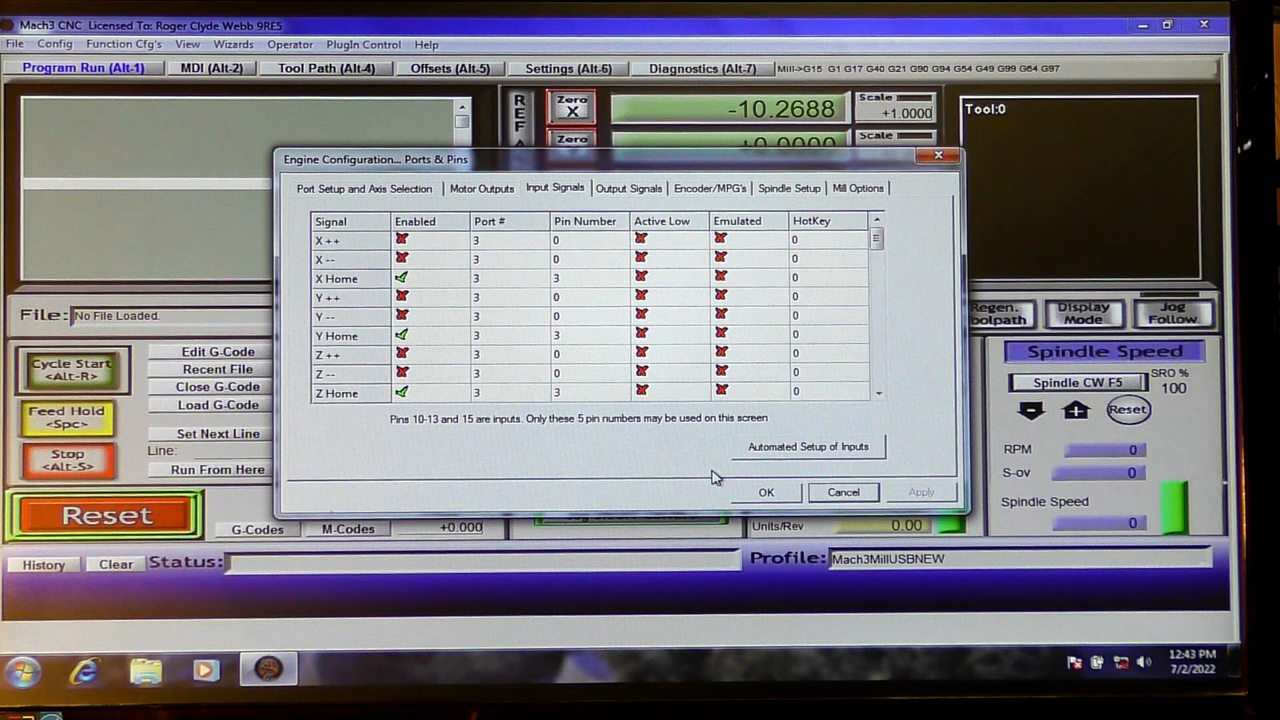 Mach3 CNC Licensed To: Roger Clyde Webb 9RE5
File Config Function Cfg's View Wizards Operator PlugIn Control Help
Program Run (Alt-1) MDI (Alt-2) Tool Path (Alt-4) Offsets (Alt-5) Settings (Alt-6) Diagnostics (Alt-7) Mill->G15 G1 G17 G40 G21 G90 G94 G54 G49 G99 G64 G97
REF A
Zero X
-10.2688
Scale
+1.0000
Tool:0
Zero
+0.0000
Scale
Engine Configuration... Ports & Pins
Port Setup and Axis Selection Motor Outputs Input Signals Output Signals Encoder/MPG's Spindle Setup Mill Options
Signal Enabled Port # Pin Number Active Low Emulated HotKey
X ++ 3 0 0
X -- 3 0 0
X Home 3 3 0
Y ++ 3 0 0
Y -- 3 0 0
Y Home 3 3 0
Z ++ 3 0 0
Z -- 3 0 0
Z Home 3 3 0
Pins 10-13 and 15 are inputs. Only these 5 pin numbers may be used on this screen
Automated Setup of Inputs
OK Cancel Apply
File: No File Loaded.
Regen. Toolpath
Display Mode
Jog Follow
Cycle Start
<Alt-R>
Feed Hold
<Spc>
Stop
<Alt-S>
Reset
Edit G-Code
Recent File
Close G-Code
Load G-Code
Set Next Line
Line:
Run From Here
G-Codes M-Codes +0.000
Units/Rev 0.00
Spindle Speed
Spindle CW F5
SRO %
100
Reset
RPM 0
S-ov 0
Spindle Speed
0
History Clear Status: Profile: Mach3MillUSBNEW
12:43 PM
7/2/2022